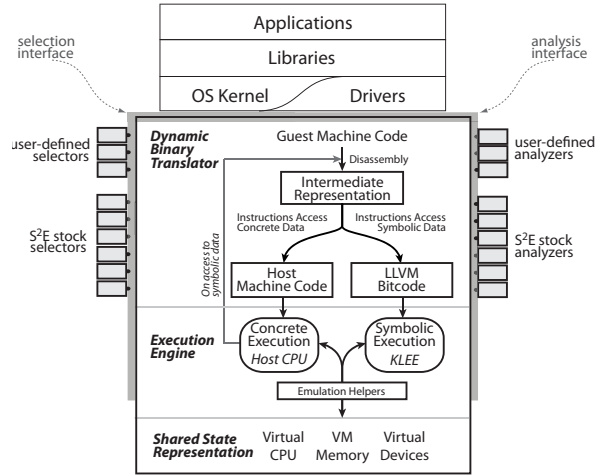 Applications
Libraries
OS Kernel
Drivers
selection
interface
analysis
interface
user-defined
selectors
S²E stock
selectors
user-defined
analyzers
S²E stock
analyzers
Dynamic
Binary
Translator
Guest Machine Code
Disassembly
Intermediate
Representation
Instructions Access
Concrete Data
Instructions Access
Symbolic Data
On access to
symbolic data
Host
Machine Code
LLVM
Bitcode
Execution
Engine
Concrete
Execution
Host CPU
Symbolic
Execution
KLEE
Emulation Helpers
Shared State
Representation
Virtual
CPU
VM
Memory
Virtual
Devices